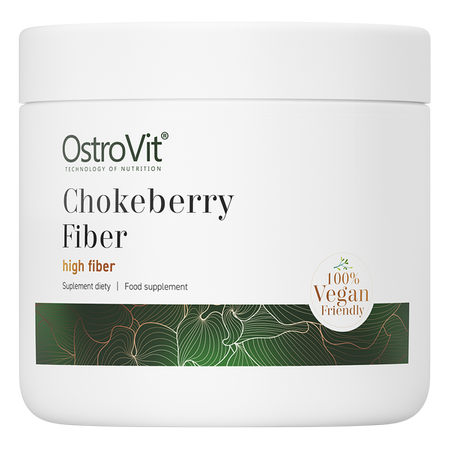 OstroVit®
TECHNOLOGY OF NUTRITION
Chokeberry
Fiber
high fiber
Suplement diety | Food supplement
100%
Vegan
Friendly